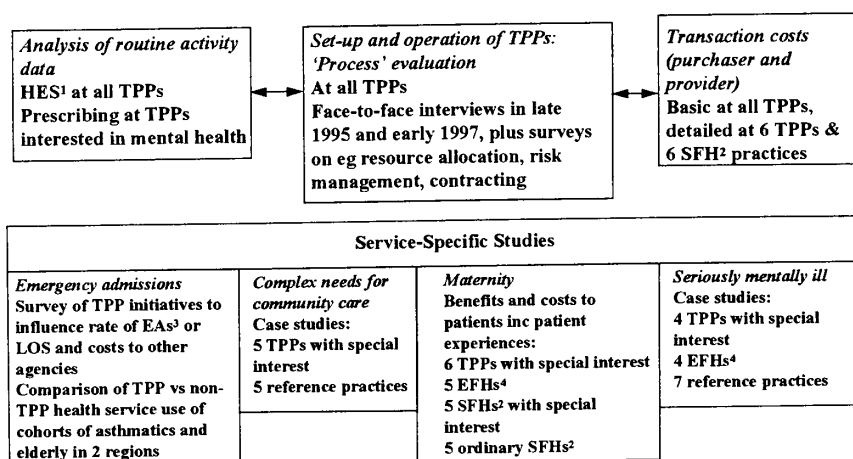 Analysis of routine activity
data
HES¹ at all TPPs
Prescribing at TPPs
interested in mental health
Set-up and operation of TPPs:
'Process' evaluation
At all TPPs
Face-to-face interviews in late
1995 and early 1997, plus surveys
on eg resource allocation, risk
management, contracting
Transaction costs
(purchaser and
provider)
Basic at all TPPs,
detailed at 6 TPPs &
6 SFH² practices
Service-Specific Studies
Emergency admissions
Survey of TPP initiatives to
influence rate of EAs³ or
LOS and costs to other
agencies
Comparison of TPP vs non-
TPP health service use of
cohorts of asthmatics and
elderly in 2 regions
Complex needs for
community care
Case studies:
5 TPPs with special
interest
5 reference practices
Maternity
Benefits and costs to
patients inc patient
experiences:
6 TPPs with special interest
5 EFHs⁴
5 SFHs² with special
interest
5 ordinary SFHs²
Seriously mentally ill
Case studies:
4 TPPs with special
interest
4 EFHs⁴
7 reference practices